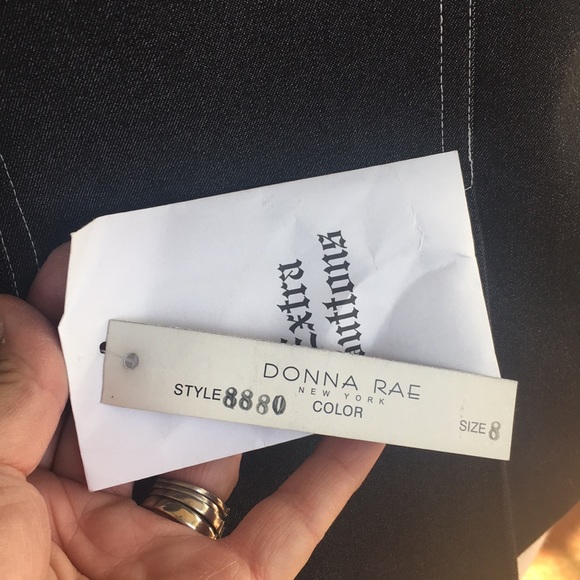 Extra
Buttons
DONNA RAE
NEW YORK
STYLE 8880 COLOR
SIZE 8